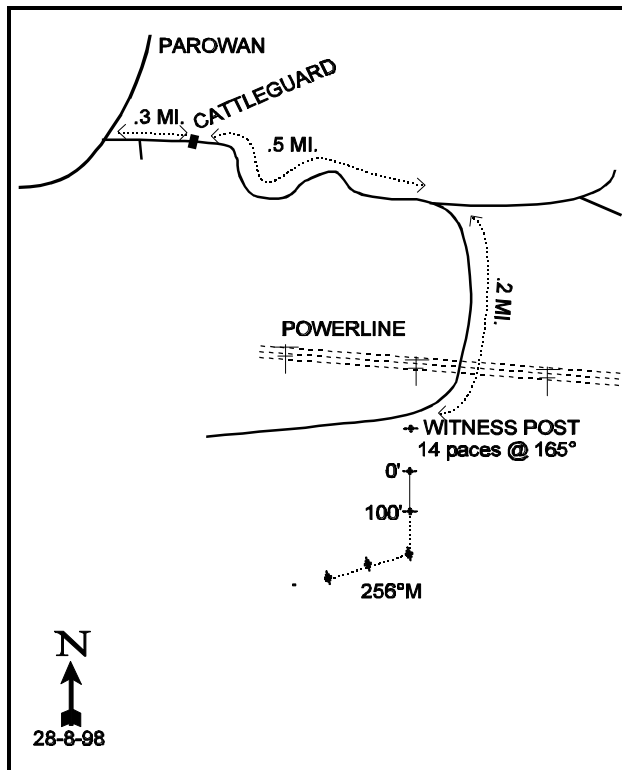 PAROWAN
CATTLEGUARD
.3 MI.
.5 MI.
.2 MI.
POWERLINE
WITNESS POST
14 paces @ 165°
0'
100'
256°M
N
28-8-98